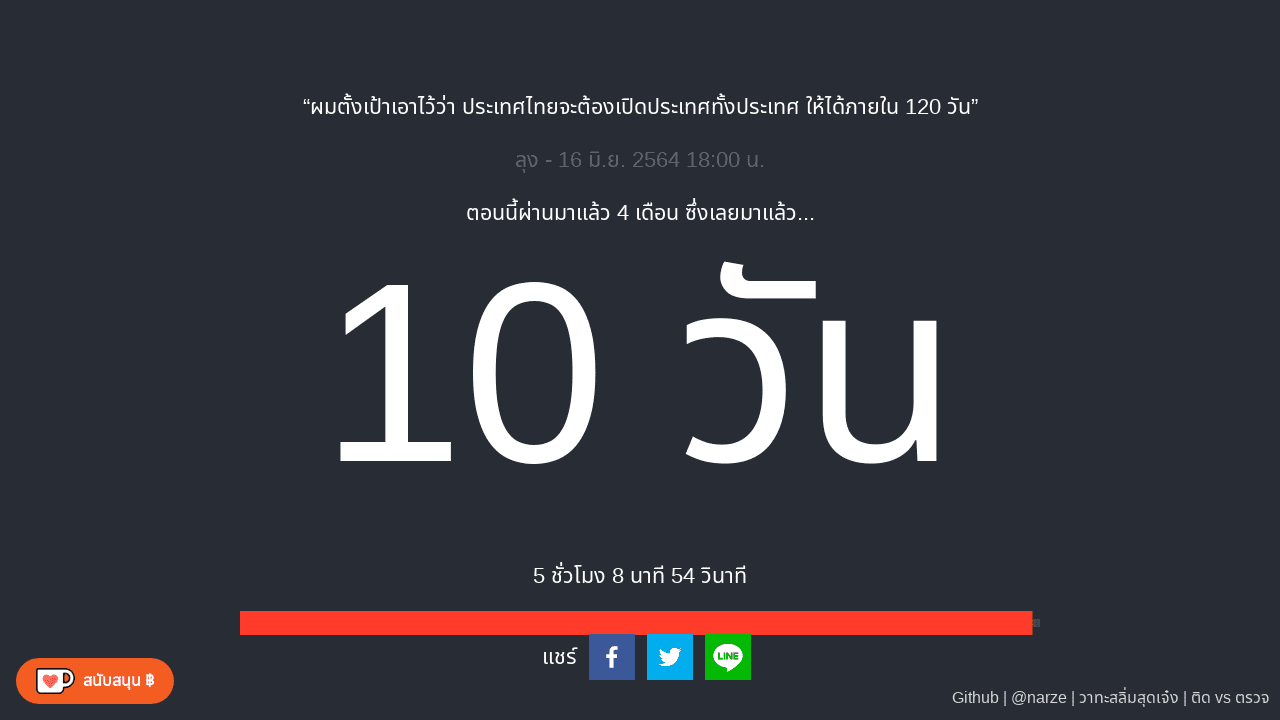 “ผมตั้งเป้าเอาไว้ว่า ประเทศไทยจะต้องเปิดประเทศทั้งประเทศ ให้ได้ภายใน 120 วัน”
ลุง - 16 มิ.ย. 2564 18:00 น.
ตอนนี้ผ่านมาแล้ว 4 เดือน ซึ่งเลยมาแล้ว...
10 วัน
5 ชั่วโมง 8 นาที 54 วินาที
แชร์
LINE
สนับสนุน ฿
Github | @narze | วาทะสลิ่มสุดเจ๋ง | ติด vs ตรวจ